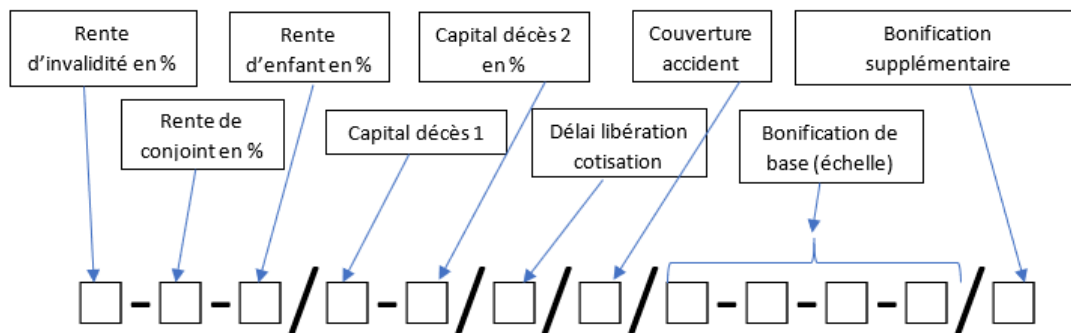 Rente
d'invalidité en %
Rente
d'enfant en %
Capital décès 2
en %
Couverture
accident
Bonification
supplémentaire
Rente de
conjoint en %
Capital décès 1
Délai libération
cotisation
Bonification de
base (échelle)
□-□-□/□-□/□/□/□-□-□-□/□